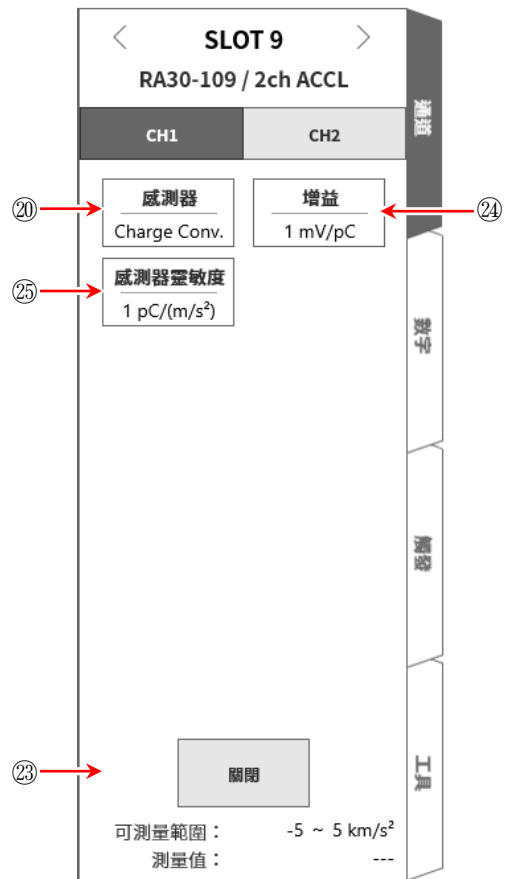 < SLOT 9 >
RA30-109 / 2ch ACCL
CH1 CH2
⑳ 感測器 增益 ㉔
Charge Conv. 1 mV/pC
㉕ 感測器靈敏度
1 pC/(m/s²)
㉓ 關閉
可測量範圍： -5 ~ 5 km/s²
測量值： ---
通道
數字
觸發
工具